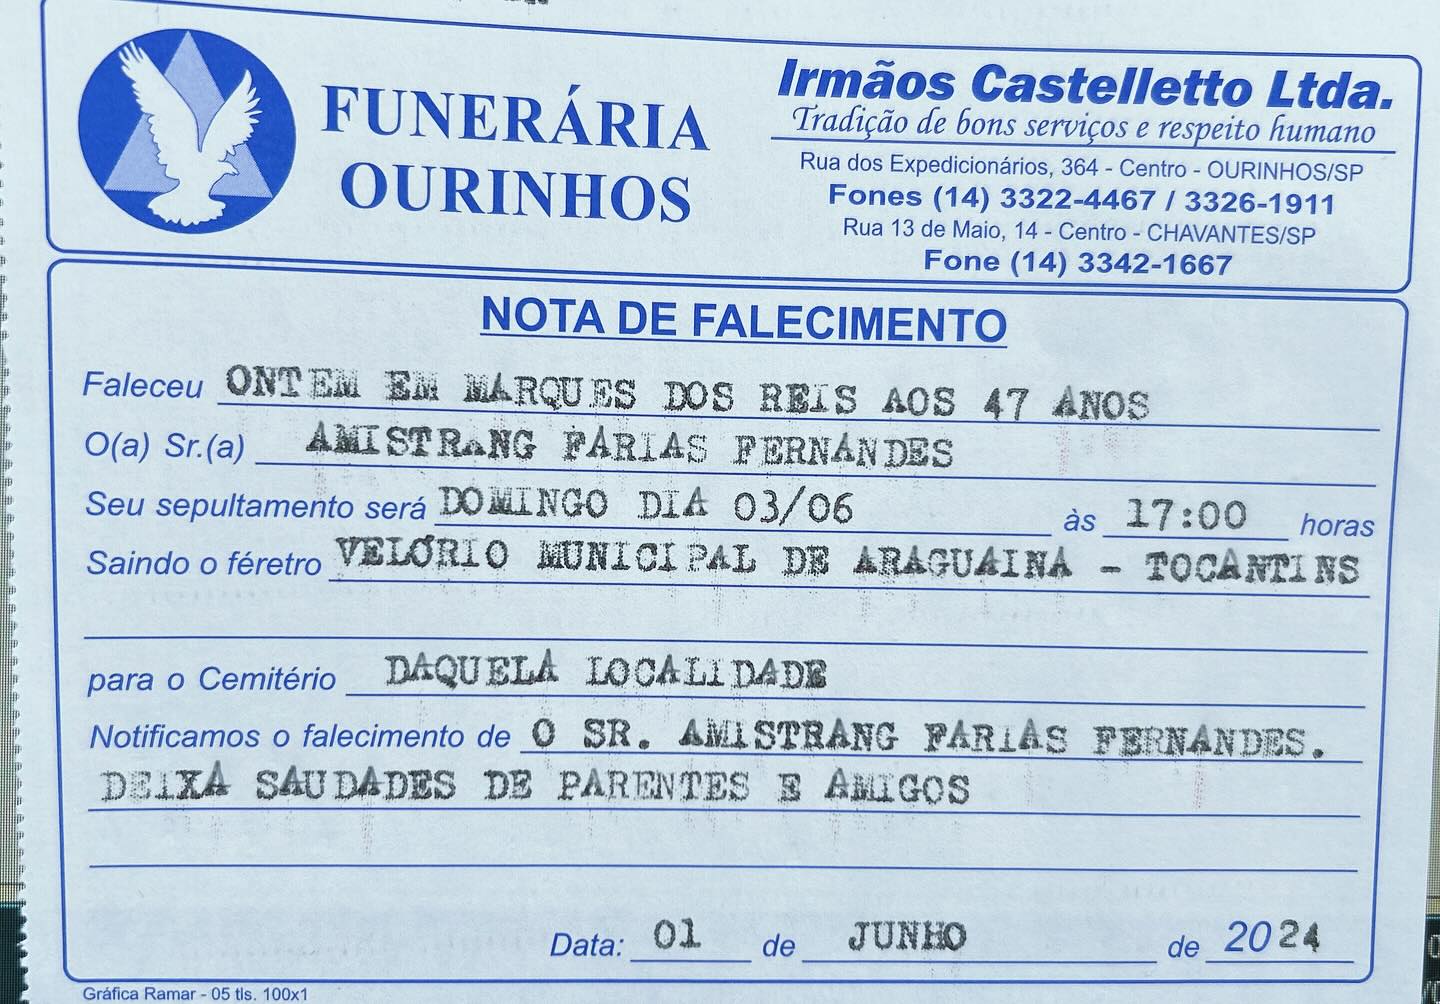 FUNERÁRIA
OURINHOS
Irmãos Castelletto Ltda.
Tradição de bons serviços e respeito humano
Rua dos Expedicionários, 364 - Centro - OURINHOS/SP
Fones (14) 3322-4467 / 3326-1911
Rua 13 de Maio, 14 - Centro - CHAVANTES/SP
Fone (14) 3342-1667
NOTA DE FALECIMENTO
Faleceu ONTEM EM MARQUES DOS REIS AOS 47 ANOS
O(a) Sr.(a) AMISTRANG FARIAS FERNANDES
Seu sepultamento será DOMINGO DIA 03/06 às 17:00 horas
Saindo o féretro VELÓRIO MUNICIPAL DE ARAGUAINA - TOCANTINS
para o Cemitério DAQUELA LOCALIDADE
Notificamos o falecimento de O SR. AMISTRANG FARIAS FERNANDES.
DEIXA SAUDADES DE PARENTES E AMIGOS
Data: 01 de JUNHO de 2024
Gráfica Ramar - 05 tls. 100x1